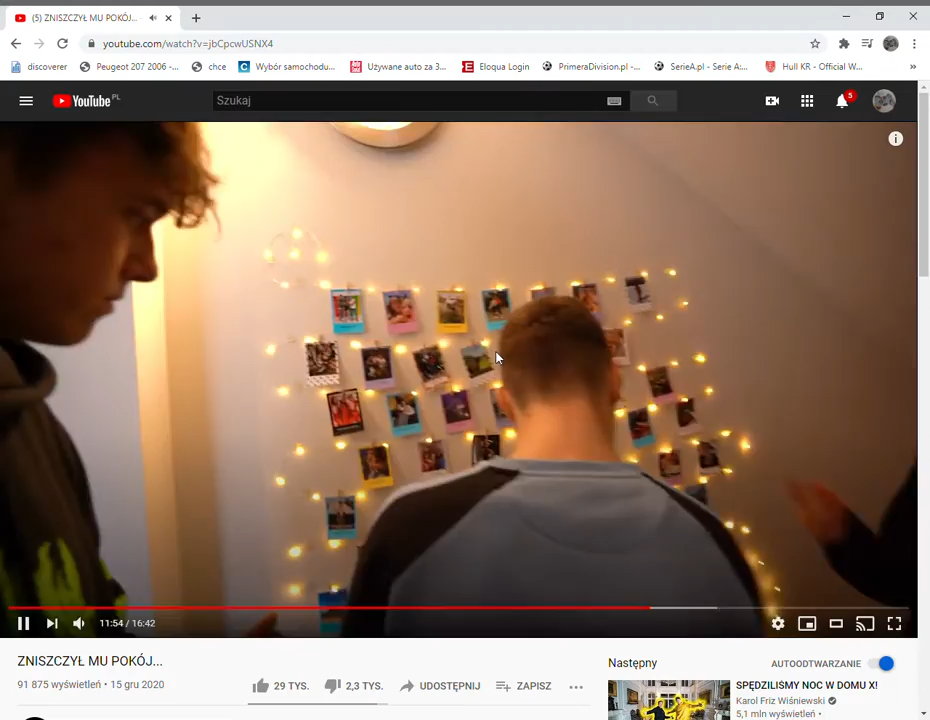 (5) ZNISZCZYŁ MU POKÓJ...
youtube.com/watch?v=jbCpcwUSNX4
discoverer
Peugeot 207 2006 -...
chce
Wybór samochodu...
Używane auto za 3...
Eloqua Login
PrimeraDivision.pl -...
SerieA.pl - Serie A:...
Hull KR - Official W...
»
YouTube PL
Szukaj
5
11:54 / 16:42
ZNISZCZYŁ MU POKÓJ...
91 875 wyświetleń • 15 gru 2020
29 TYS.
2,3 TYS.
UDOSTĘPNIJ
ZAPISZ
Następny
AUTOODTWARZANIE
SPĘDZILIŚMY NOC W DOMU X!
Karol Friz Wiśniewski
5,1 mln wyświetleń •